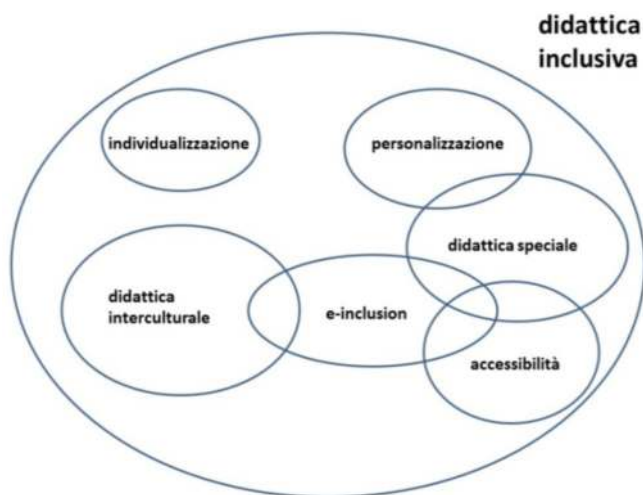 didattica
inclusiva
individualizzazione
personalizzazione
didattica speciale
didattica
interculturale
e-inclusion
accessibilità